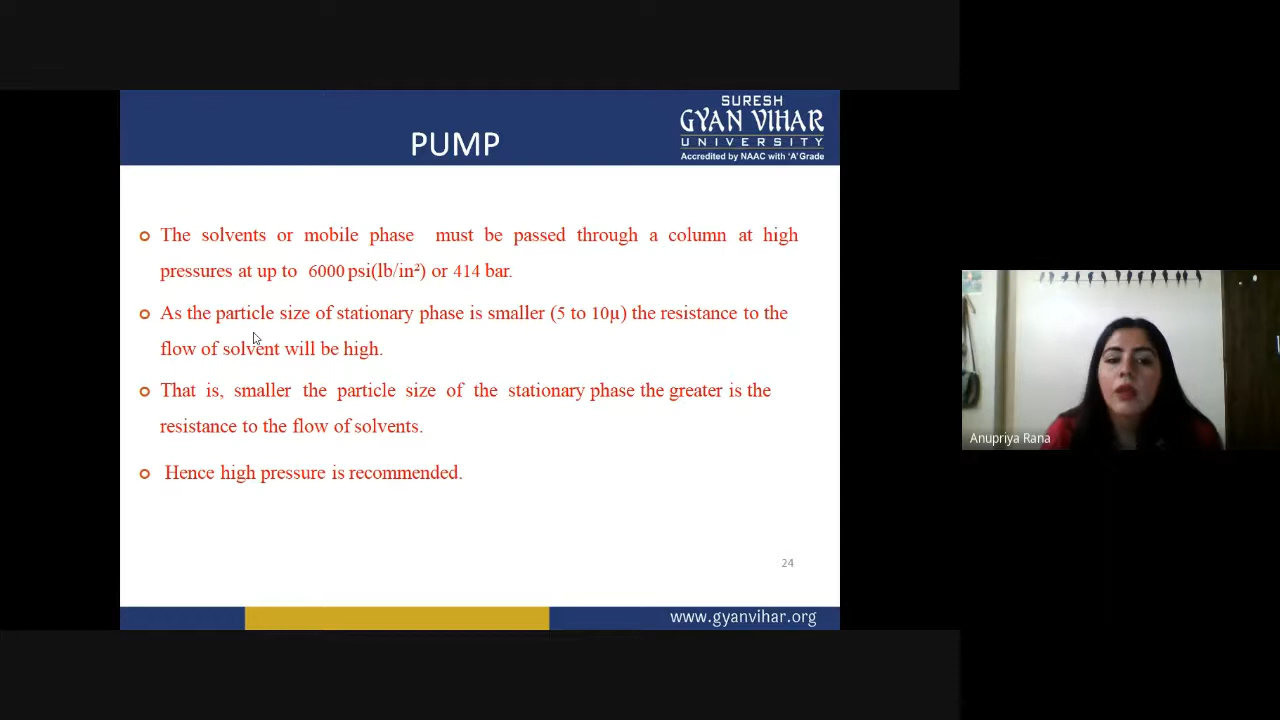 PUMP
SURESH
GYAN VIHAR
UNIVERSITY
Accredited by NAAC with 'A' Grade
The solvents or mobile phase must be passed through a column at high
pressures at up to 6000 psi(lb/in²) or 414 bar.
As the particle size of stationary phase is smaller (5 to 10µ) the resistance to the
flow of solvent will be high.
That is, smaller the particle size of the stationary phase the greater is the
resistance to the flow of solvents.
Hence high pressure is recommended.
24
www.gyanvihar.org
Anupriya Rana